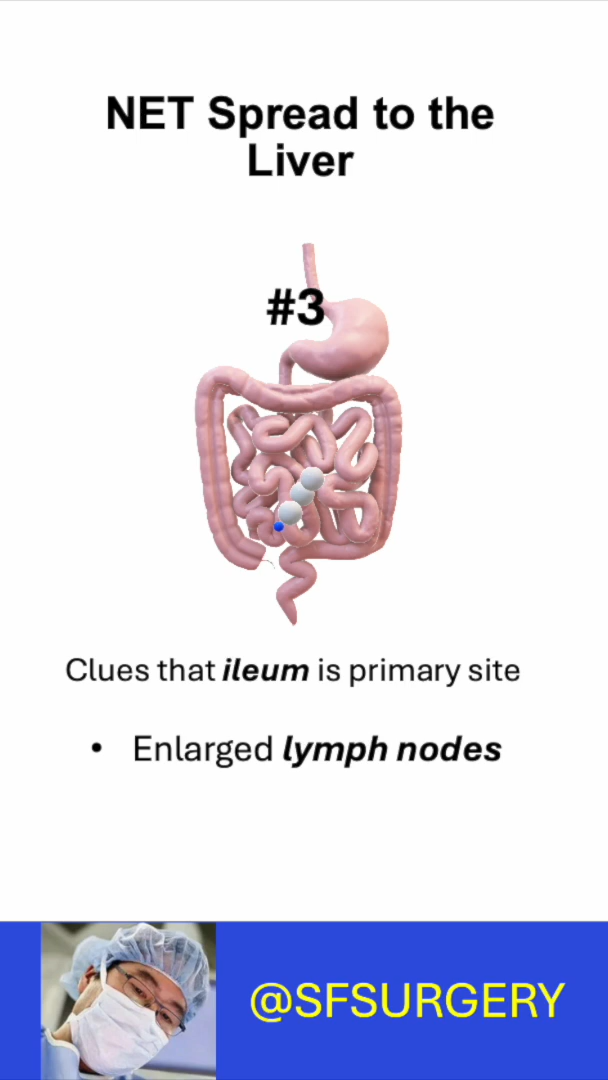 NET Spread to the
Liver
#3
Clues that ileum is primary site
• Enlarged lymph nodes
@SFSURGERY